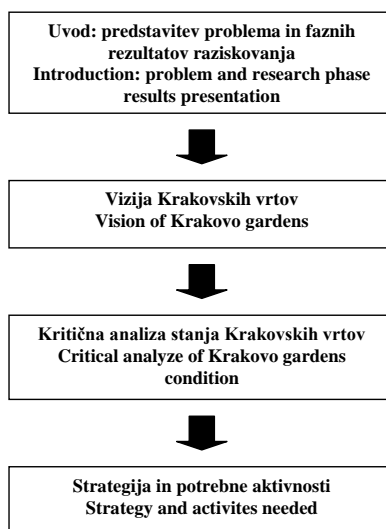 Uvod: predstavitev problema in faznih
rezultatov raziskovanja
Introduction: problem and research phase
results presentation
Vizija Krakovskih vrtov
Vision of Krakovo gardens
Kritična analiza stanja Krakovskih vrtov
Critical analyze of Krakovo gardens
condition
Strategija in potrebne aktivnosti
Strategy and activites needed